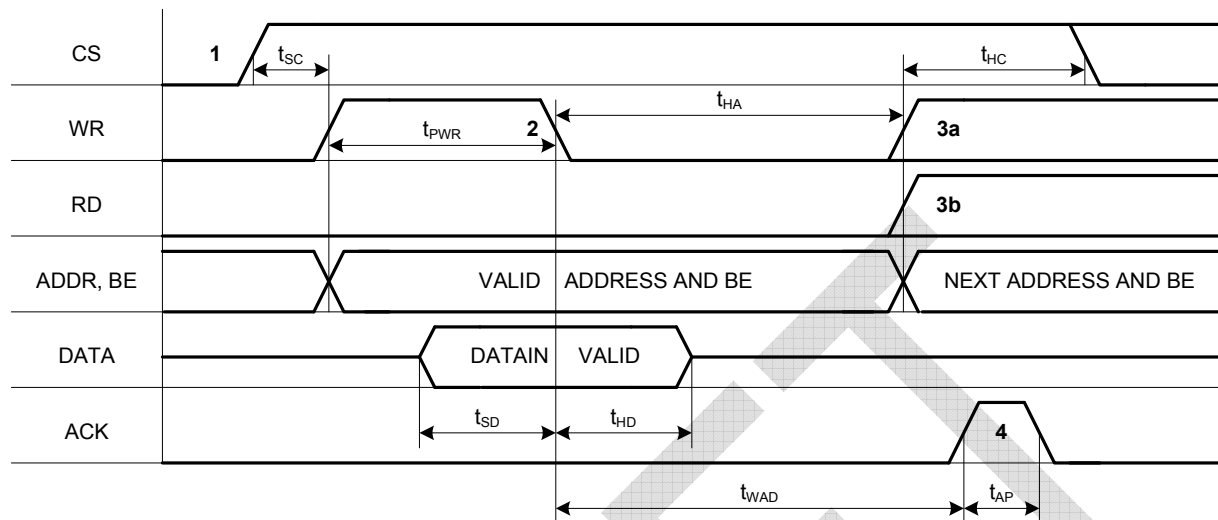 CS 1 tSC tHC
WR tPWR 2 tHA 3a
RD 3b
ADDR, BE VALID ADDRESS AND BE NEXT ADDRESS AND BE
DATA DATAIN VALID
ACK tSD tHD 4
tWAD tAP